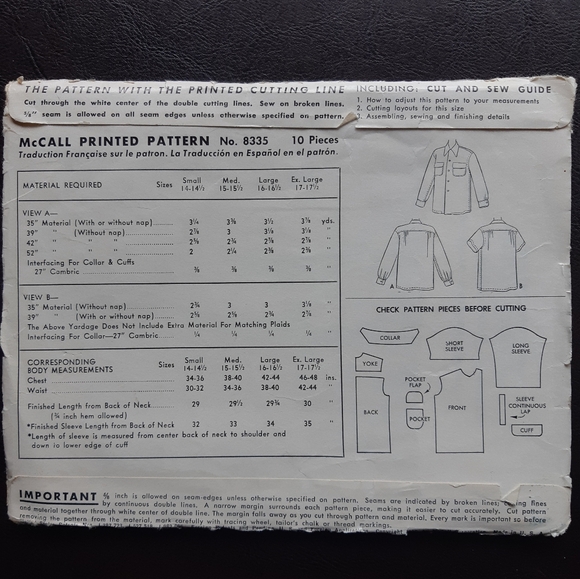 THE PATTERN WITH THE PRINTED CUTTING LINE INCLUDING: CUT AND SEW GUIDE
Cut through the white center of the double cutting lines. Sew on broken lines.
⅝" seam is allowed on all seam edges unless otherwise specified on pattern.
1. How to adjust this pattern to your measurements
2. Cutting layouts for this size
3. Assembling, sewing and finishing details
McCALL PRINTED PATTERN No. 8335 10 Pieces
Traduction Française sur le patron. La Traducción en Español en el patrón.
MATERIAL REQUIRED Sizes Small 14-14½ Med. 15-15½ Large 16-16½ Ex. Large 17-17½
VIEW A—
35" Material (With or without nap) 3¼ 3⅜ 3½ 3⅞ yds.
39" " (With or without nap) 2⅞ 3 3⅛ 3⅛ "
42" " " " 2⅝ 2¾ 2⅞ 2⅞ "
52" " " " 2 2¼ 2⅜ 2⅜ "
Interfacing For Collar & Cuffs
27" Cambric ⅜ ⅜ ⅜ ⅜ "
VIEW B—
35" Material (Without nap) 2¾ 3 3 3⅛ "
39" " (With or without nap) 2⅝ 2⅝ 2¾ 2⅞ "
The Above Yardage Does Not Include Extra Material For Matching Plaids
Interfacing For Collar—27" Cambric ¼ ¼ ¼ ¼ "
CORRESPONDING BODY MEASUREMENTS Sizes Small 14-14½ Med. 15-15½ Large 16-16½ Ex. Large 17-17½
Chest 34-36 38-40 42-44 46-48 ins.
Waist 30-32 34-36 38-40 42-44 "
Finished Length from Back of Neck 29 29½ 29¾ 30 "
(¾ inch hem allowed)
*Finished Sleeve Length from Back of Neck 32 33 34 35 "
*Length of sleeve is measured from center back of neck to shoulder and
down to lower edge of cuff
A
B
CHECK PATTERN PIECES BEFORE CUTTING
COLLAR
SHORT SLEEVE
LONG SLEEVE
YOKE
POCKET FLAP
BACK
POCKET
FRONT
SLEEVE CONTINUOUS LAP
CUFF
IMPORTANT ⅝ inch is allowed on seam-edges unless otherwise specified on pattern. Seams are indicated by broken lines; cutting lines
by continuous double lines. A narrow margin surrounds each pattern piece, making it easier to cut accurately. Cut pattern
and material together through white center of double line. The margin falls away as you cut through pattern and material. Every mark is important so before
removing the pattern from the material, mark carefully with tracing wheel, tailor's chalk or thread markings.